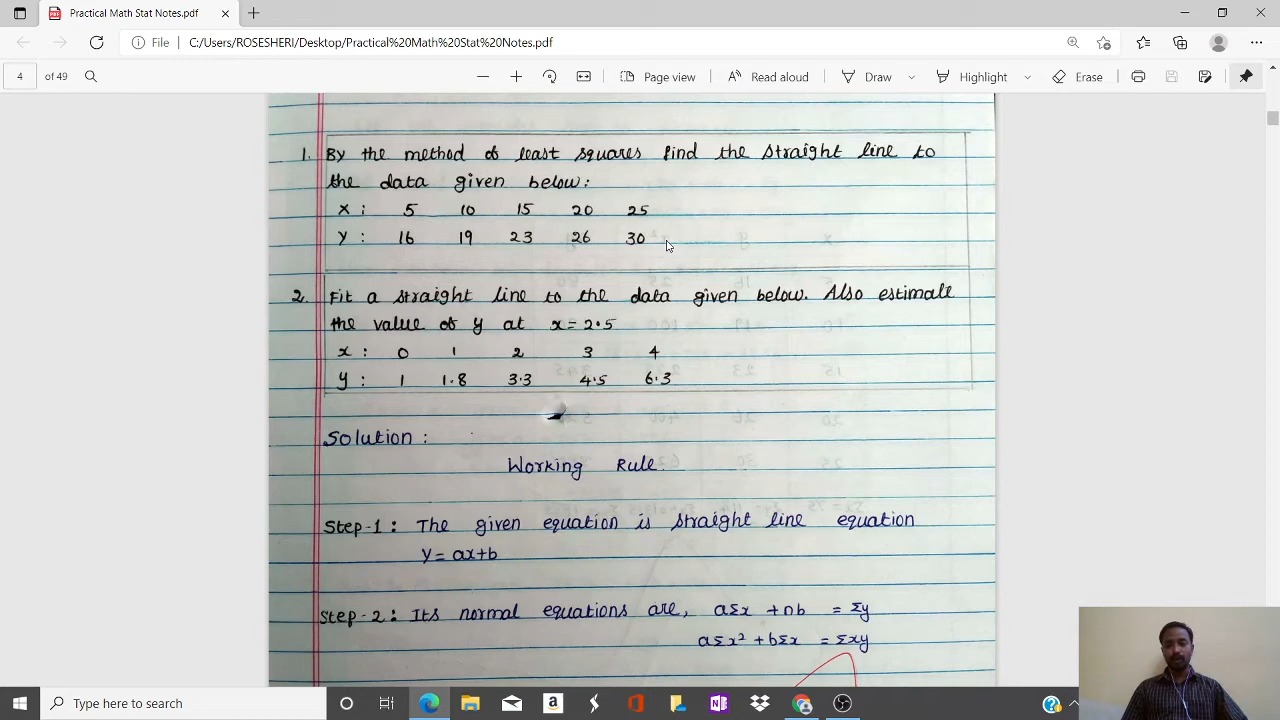 Practical Math Stat Notes.pdf
File
C:/Users/ROSESHERI/Desktop/Practical%20Math%20Stat%20Notes.pdf
4 of 49
Page view
Read aloud
Draw
Highlight
Erase
1. By the method of least squares find the straight line to
the data given below:
x : 5 10 15 20 25
y : 16 19 23 26 30
2. Fit a straight line to the data given below. Also estimate
the value of y at x = 2.5
x : 0 1 2 3 4
y : 1 1.8 3.3 4.5 6.3
Solution :
Working Rule.
Step-1 : The given equation is straight line equation
y = ax+b
Step-2 : Its normal equations are, aΣx + nb = Σy
aΣx² + bΣx = Σxy
Type here to search